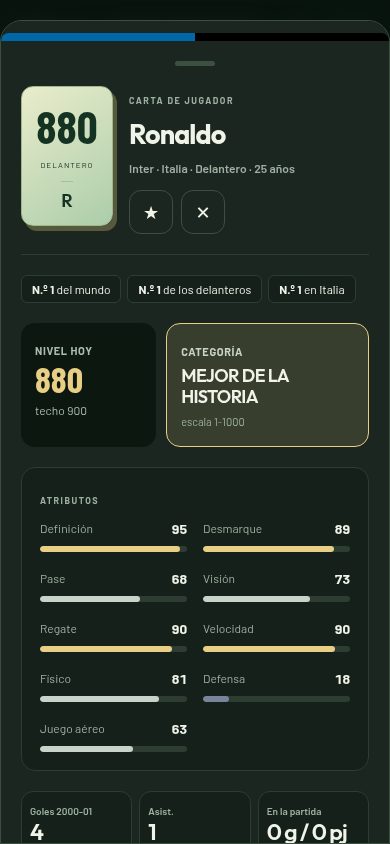 880
DELANTERO
R
CARTA DE JUGADOR
Ronaldo
Inter · Italia · Delantero · 25 años
★ ✕
N.º 1 del mundo
N.º 1 de los delanteros
N.º 1 en Italia
NIVEL HOY
880
techo 900
CATEGORÍA
MEJOR DE LA
HISTORIA
escala 1-1000
ATRIBUTOS
Definición 95
Desmarque 89
Pase 68
Visión 73
Regate 90
Velocidad 90
Físico 81
Defensa 18
Juego aéreo 63
Goles 2000-01
4
Asist.
1
En la partida
0 g / 0 pj